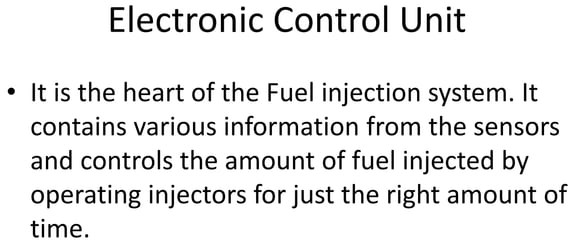 Electronic Control Unit
• It is the heart of the Fuel injection system. It
contains various information from the sensors
and controls the amount of fuel injected by
operating injectors for just the right amount of
time.